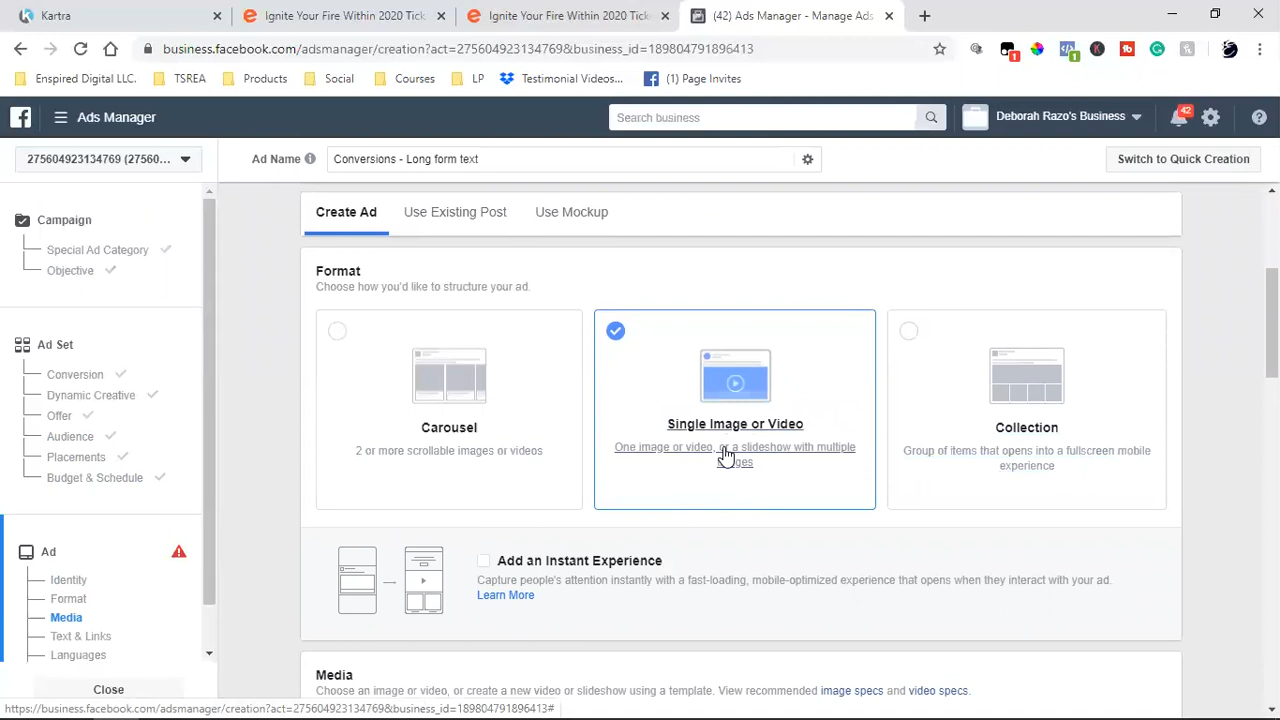 Kartra
Ignite Your Fire Within 2020 Ticke
Ignite Your Fire Within 2020 Ticke
(42) Ads Manager - Manage Ads
business.facebook.com/adsmanager/creation?act=275604923134769&business_id=189804791896413
Enspired Digital LLC.
TSREA
Products
Social
Courses
LP
Testimonial Videos...
(1) Page Invites
Ads Manager
Search business
Deborah Razo's Business
42
275604923134769 (27560...
Ad Name
Conversions - Long form text
Switch to Quick Creation
Campaign
Special Ad Category
Objective
Ad Set
Conversion
Dynamic Creative
Offer
Audience
Placements
Budget & Schedule
Ad
Identity
Format
Media
Text & Links
Languages
Close
Create Ad
Use Existing Post
Use Mockup
Format
Choose how you'd like to structure your ad.
Carousel
2 or more scrollable images or videos
Single Image or Video
One image or video, or a slideshow with multiple
images
Collection
Group of items that opens into a fullscreen mobile
experience
Add an Instant Experience
Capture people's attention instantly with a fast-loading, mobile-optimized experience that opens when they interact with your ad.
Learn More
Media
Choose an image or video, or create a new video or slideshow using a template. View recommended image specs and video specs.
https://business.facebook.com/adsmanager/creation?act=275604923134769&business_id=189804791896413#